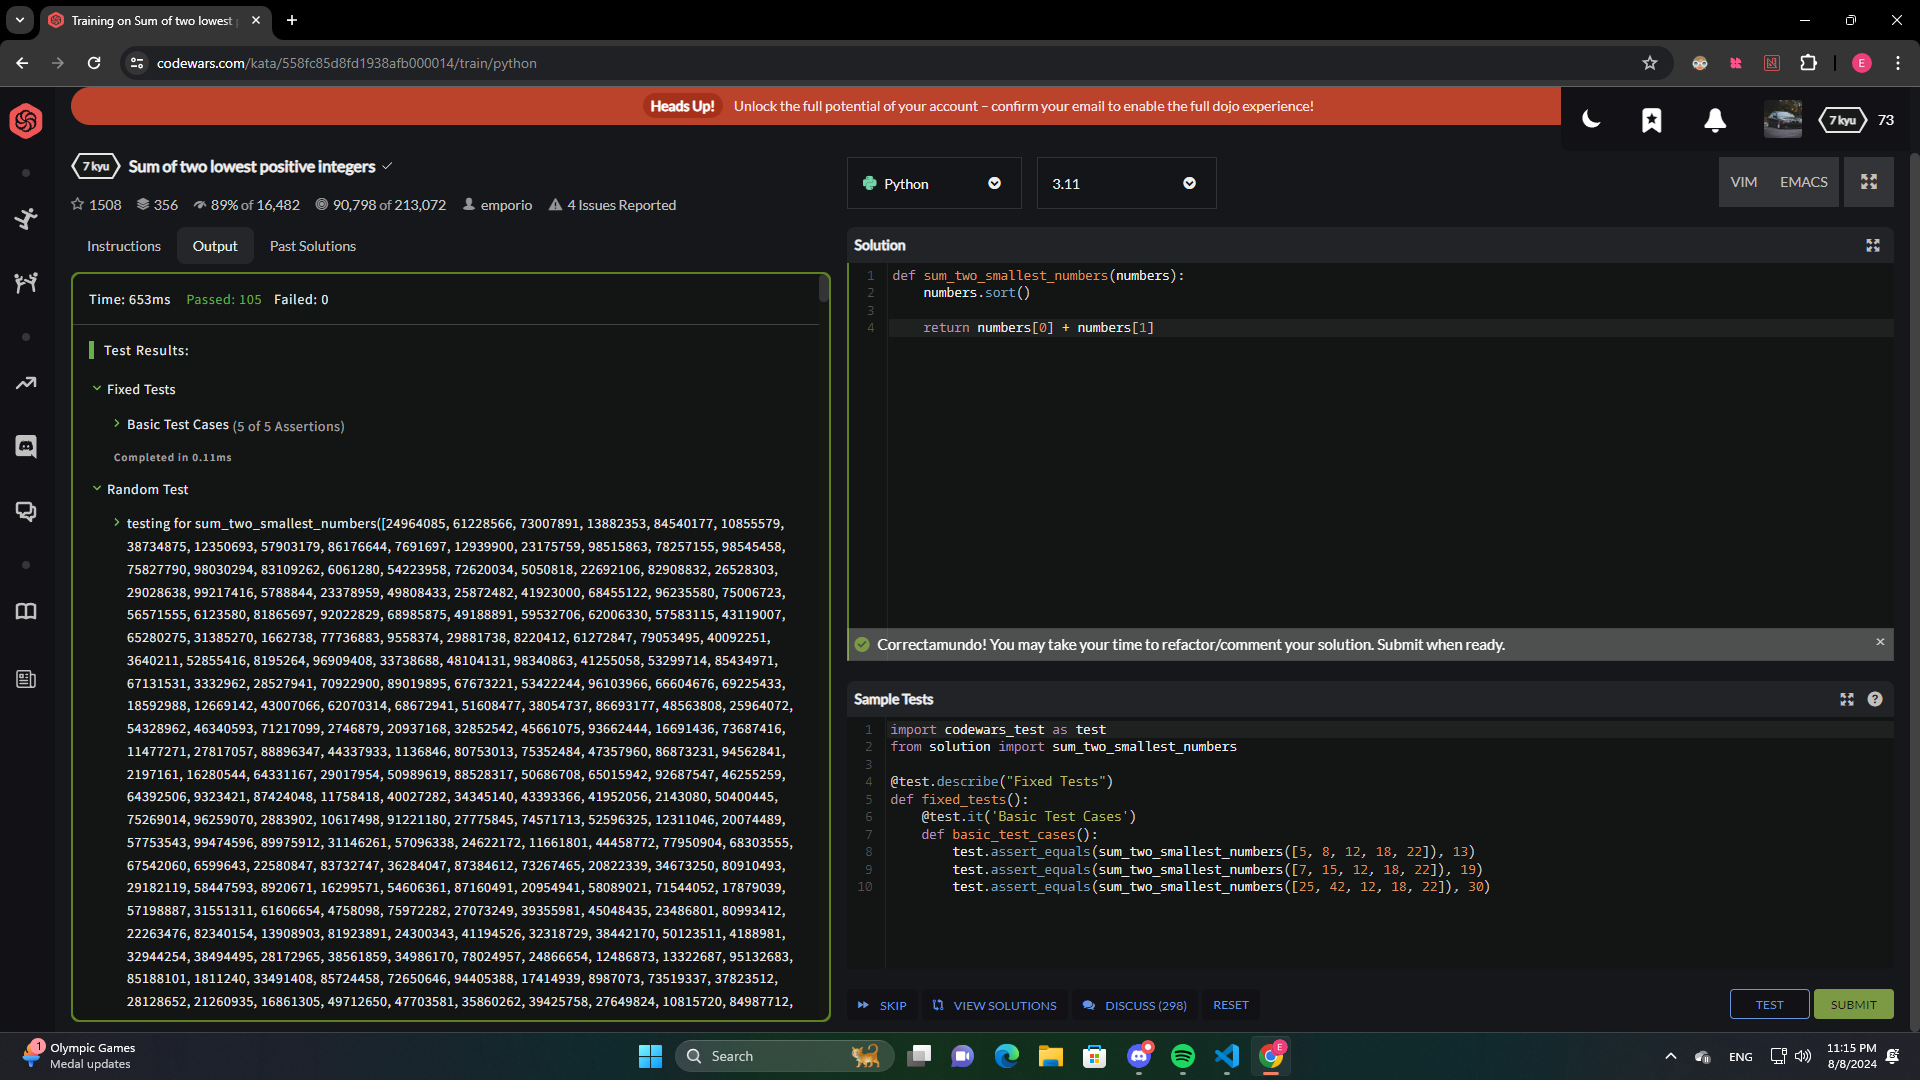 Training on Sum of two lowest
codewars.com/kata/558fc85d8fd1938afb000014/train/python
E
Heads Up! Unlock the full potential of your account – confirm your email to enable the full dojo experience!
7 kyu 73
7 kyu Sum of two lowest positive integers
1508 356 89% of 16,482 90,798 of 213,072 emporio 4 Issues Reported
Instructions Output Past Solutions
Time: 653ms Passed: 105 Failed: 0
Test Results:
Fixed Tests
Basic Test Cases (5 of 5 Assertions)
Completed in 0.11ms
Random Test
testing for sum_two_smallest_numbers([24964085, 61228566, 73007891, 13882353, 84540177, 10855579,
38734875, 12350693, 57903179, 86176644, 7691697, 12939900, 23175759, 98515863, 78257155, 98545458,
75827790, 98030294, 83109262, 6061280, 54223958, 72620034, 5050818, 22692106, 82908832, 26528303,
29028638, 99217416, 5788844, 23378959, 49808433, 25872482, 41923000, 68455122, 96235580, 75006723,
56571555, 6123580, 81865697, 92022829, 68985875, 49188891, 59532706, 62006330, 57583115, 43119007,
65280275, 31385270, 1662738, 77736883, 9558374, 29881738, 8220412, 61272847, 79053495, 40092251,
3640211, 52855416, 8195264, 96909408, 33738688, 48104131, 98340863, 41255058, 53299714, 85434971,
67131531, 3332962, 28527941, 70922900, 89019895, 67673221, 53422244, 96103966, 66604676, 69225433,
18592988, 12669142, 43007066, 62070314, 68672941, 51608477, 38054737, 86693177, 48563808, 25964072,
54328962, 46340593, 71217099, 2746879, 20937168, 32852542, 45661075, 93662444, 16691436, 73687416,
11477271, 27817057, 88896347, 44337933, 1136846, 80753013, 75352484, 47357960, 86873231, 94562841,
2197161, 16280544, 64331167, 29017954, 50989619, 88528317, 50686708, 65015942, 92687547, 46255259,
64392506, 9323421, 87424048, 11758418, 40027282, 34345140, 43393366, 41952056, 2143080, 50400445,
75269014, 96259070, 2883902, 10617498, 91221180, 27775845, 74571713, 52596325, 12311046, 20074489,
57753543, 99474596, 89975912, 31146261, 57096338, 24622172, 11661801, 44458772, 77950904, 68303555,
67542060, 6599643, 22580847, 83732747, 36284047, 87384612, 73267465, 20822339, 34673250, 80910493,
29182119, 58447593, 8920671, 16299571, 54606361, 87160491, 20954941, 58089021, 71544052, 17879039,
57198887, 31551311, 61606654, 4758098, 75972282, 27073249, 39355981, 45048435, 23486801, 80993412,
22263476, 82340154, 13908903, 81923891, 24300343, 41194526, 32318729, 38442170, 50123511, 4188981,
32944254, 38494495, 28172965, 38561859, 34986170, 78024957, 24866654, 12486873, 13322687, 95132683,
85188101, 1811240, 33491408, 85724458, 72650646, 94405388, 17414939, 8987073, 73519337, 37823512,
28128652, 21260935, 16861305, 49712650, 47703581, 35860262, 39425758, 27649824, 10815720, 84987712,
Python 3.11 VIM EMACS
Solution
1 def sum_two_smallest_numbers(numbers):
2 numbers.sort()
3
4 return numbers[0] + numbers[1]
Correctamundo! You may take your time to refactor/comment your solution. Submit when ready.
Sample Tests
1 import codewars_test as test
2 from solution import sum_two_smallest_numbers
3
4 @test.describe("Fixed Tests")
5 def fixed_tests():
6 @test.it('Basic Test Cases')
7 def basic_test_cases():
8 test.assert_equals(sum_two_smallest_numbers([5, 8, 12, 18, 22]), 13)
9 test.assert_equals(sum_two_smallest_numbers([7, 15, 12, 18, 22]), 19)
10 test.assert_equals(sum_two_smallest_numbers([25, 42, 12, 18, 22]), 30)
SKIP VIEW SOLUTIONS DISCUSS (298) RESET TEST SUBMIT
1 Olympic Games
Medal updates
Search
E
ENG
11:15 PM
8/8/2024